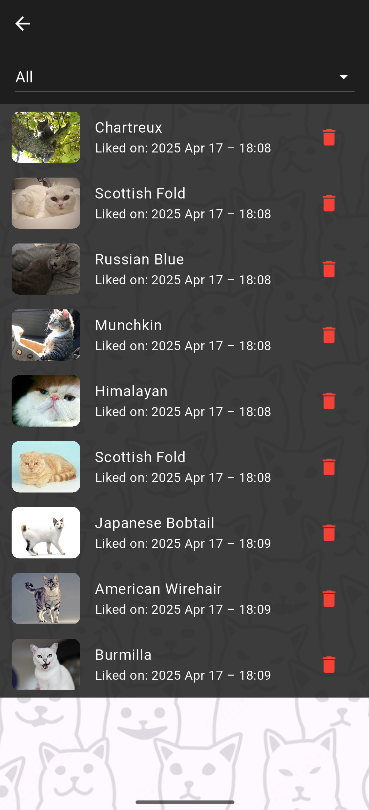 All
Chartreux
Liked on: 2025 Apr 17 – 18:08
Scottish Fold
Liked on: 2025 Apr 17 – 18:08
Russian Blue
Liked on: 2025 Apr 17 – 18:08
Munchkin
Liked on: 2025 Apr 17 – 18:08
Himalayan
Liked on: 2025 Apr 17 – 18:08
Scottish Fold
Liked on: 2025 Apr 17 – 18:08
Japanese Bobtail
Liked on: 2025 Apr 17 – 18:09
American Wirehair
Liked on: 2025 Apr 17 – 18:09
Burmilla
Liked on: 2025 Apr 17 – 18:09